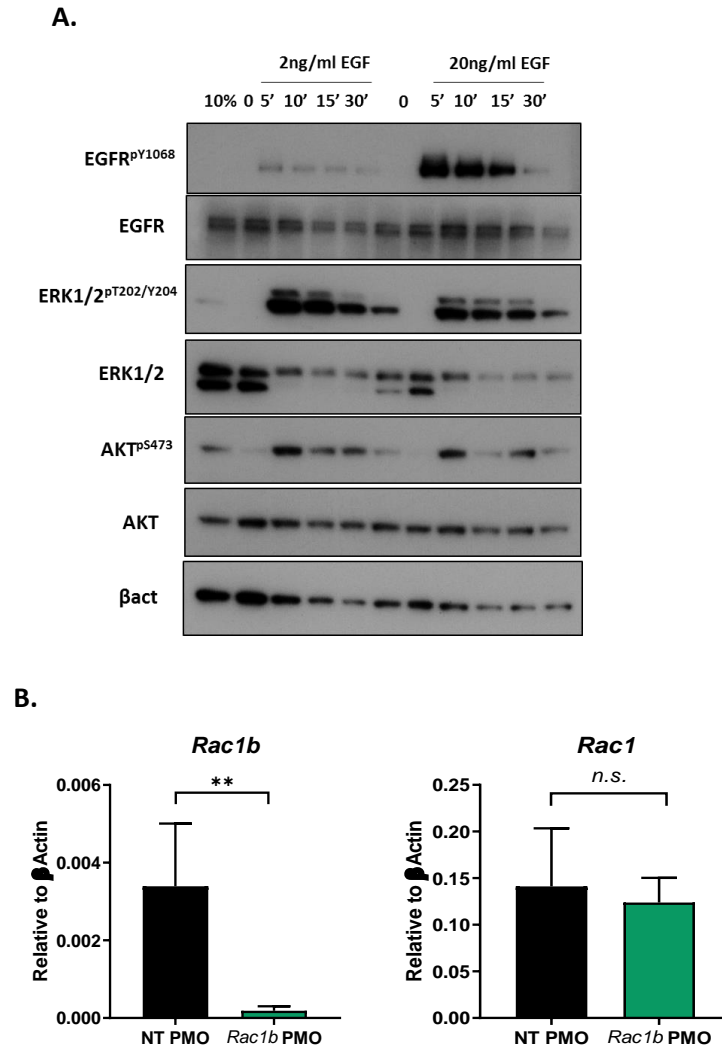 A.
2ng/ml EGF 20ng/ml EGF
10% 0 5’ 10’ 15’ 30’ 0 5’ 10’ 15’ 30’
EGFRpY1068
EGFR
ERK1/2pT202/Y204
ERK1/2
AKTpS473
AKT
βact
B.
Rac1b
**
0.006
0.004
0.002
0.000
Relative to βActin
NT PMO Rac1b PMO
Rac1
n.s.
0.25
0.20
0.15
0.10
0.05
0.00
Relative to βActin
NT PMO Rac1b PMO